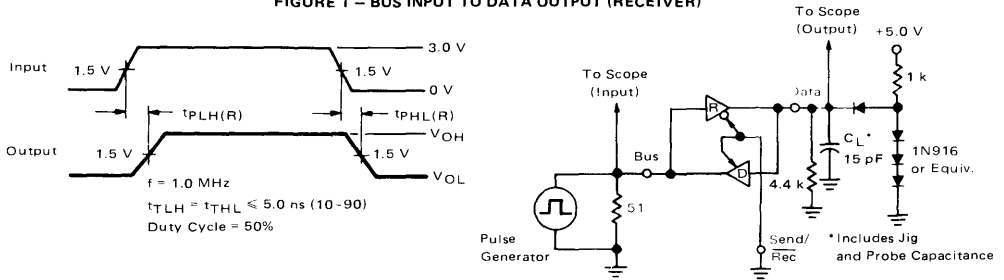 FIGURE 1 – BUS INPUT TO DATA OUTPUT (RECEIVER)
Input
1.5 V
1.5 V
3.0 V
0 V
tPLH(R)
tPHL(R)
Output
1.5 V
1.5 V
VOH
VOL
f = 1.0 MHz
tTLH = tTHL ≤ 5.0 ns (10-90)
Duty Cycle = 50%
To Scope
(Input)
To Scope
(Output)
+5.0 V
1 k
R
Data
Bus
D
CL*
15 pF
4.4 k
1N916
or Equiv.
51
Pulse
Generator
Send/
Rec
*Includes Jig
and Probe Capacitance